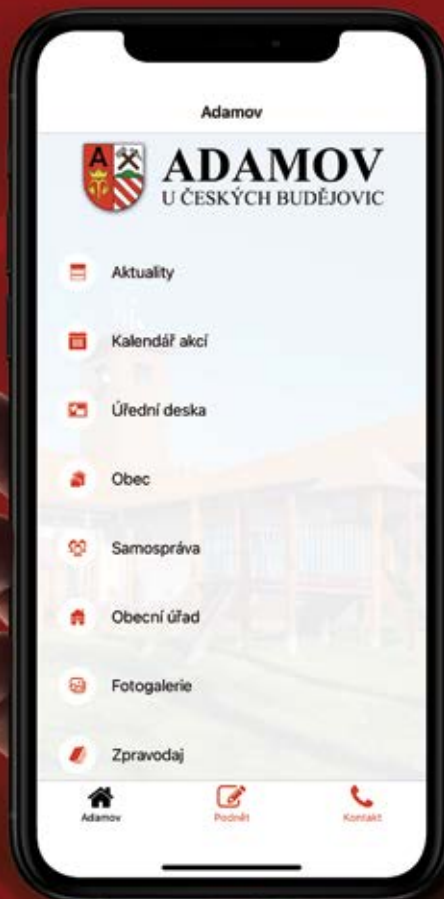 Adamov
A
ADAMOV
U ČESKÝCH BUDĚJOVIC
Aktuality
Kalendář akcí
Úřední deska
Obec
Samospráva
Obecní úřad
Fotogalerie
Zpravodaj
Adamov
Podnět
Kontakt